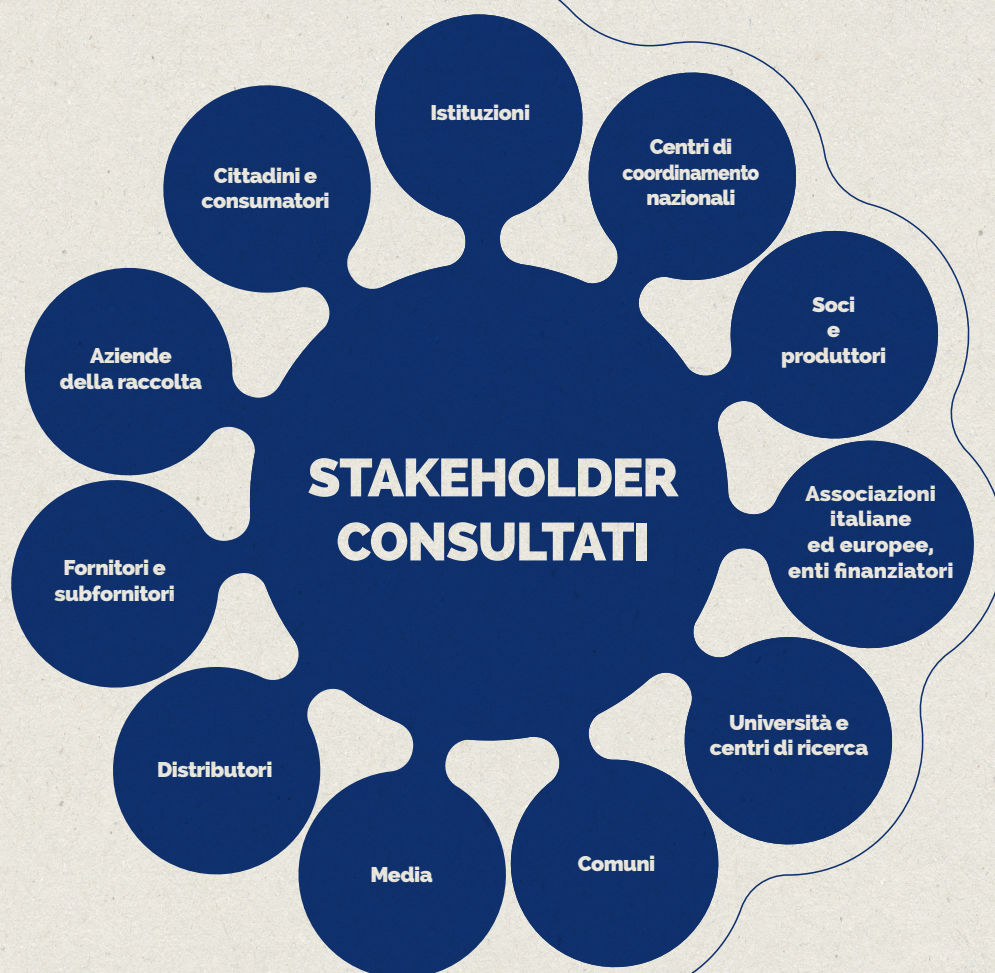 STAKEHOLDER
CONSULTATI
Istituzioni
Centri di
coordinamento
nazionali
Soci
e
produttori
Associazioni
italiane
ed europee,
enti finanziatori
Università e
centri di ricerca
Comuni
Media
Distributori
Fornitori e
subfornitori
Aziende
della raccolta
Cittadini e
consumatori